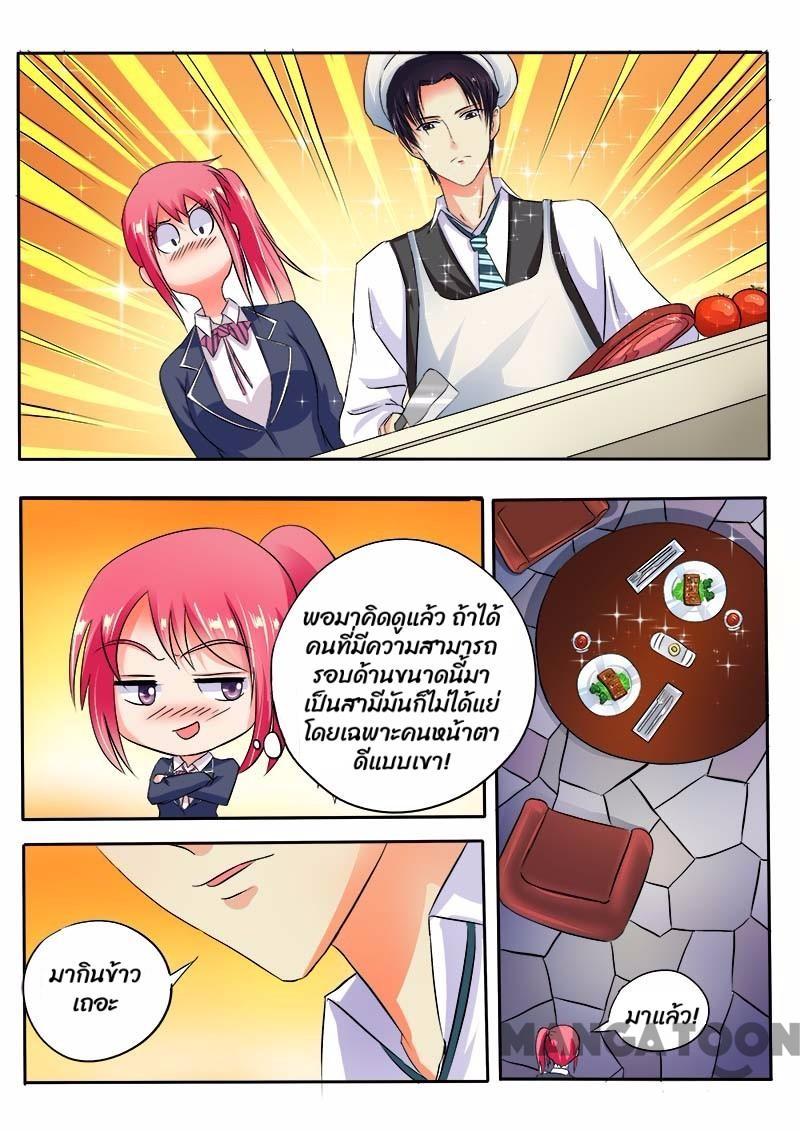 พอมาคิดดูแล้ว ถ้าได้
คนที่มีความสามารถ
รอบด้านขนาดนี้มา
เป็นสามีมันก็ไม่ได้แย่
โดยเฉพาะคนหน้าตา
ดีแบบเขา!
มากินข้าว
เถอะ
มาแล้ว!
MANGATOON